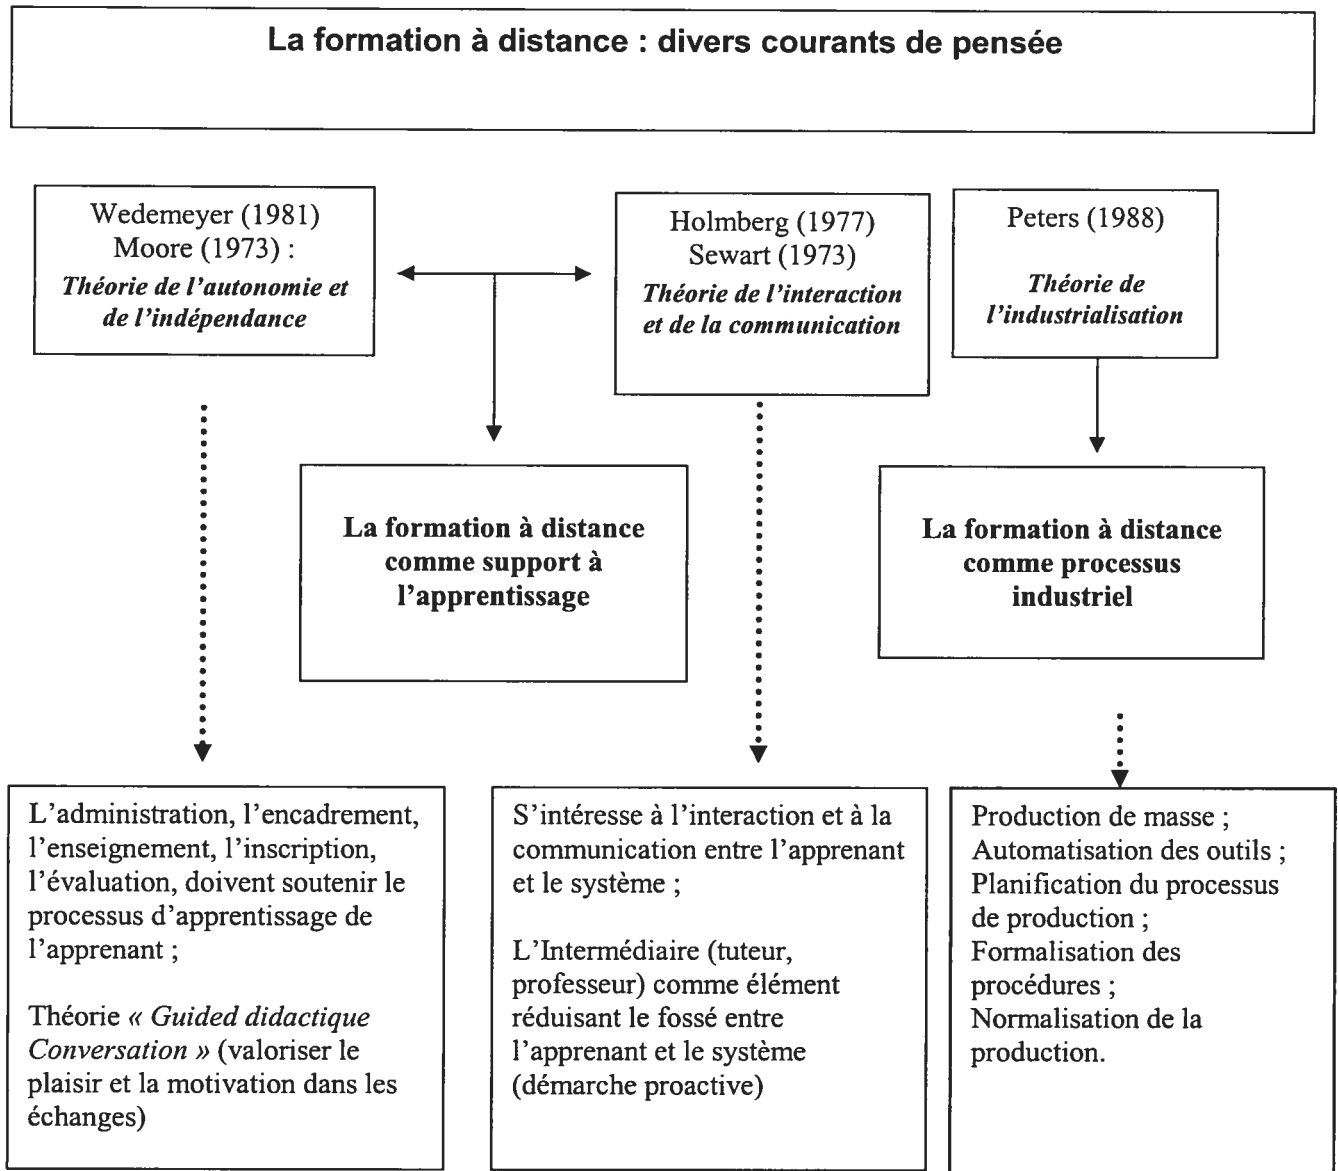 La formation à distance : divers courants de pensée
Wedemeyer (1981)
Moore (1973) :
Théorie de l'autonomie et
de l'indépendance
Holmberg (1977)
Sewart (1973)
Théorie de l'interaction
et de la communication
Peters (1988)
Théorie de
l'industrialisation
La formation à distance
comme support à
l'apprentissage
La formation à distance
comme processus
industriel
L'administration, l'encadrement,
l'enseignement, l'inscription,
l'évaluation, doivent soutenir le
processus d'apprentissage de
l'apprenant ;
Théorie « Guided didactique
Conversation » (valoriser le
plaisir et la motivation dans les
échanges)
S'intéresse à l'interaction et à la
communication entre l'apprenant
et le système ;
L'Intermédiaire (tuteur,
professeur) comme élément
réduisant le fossé entre
l'apprenant et le système
(démarche proactive)
Production de masse ;
Automatisation des outils ;
Planification du processus
de production ;
Formalisation des
procédures ;
Normalisation de la
production.